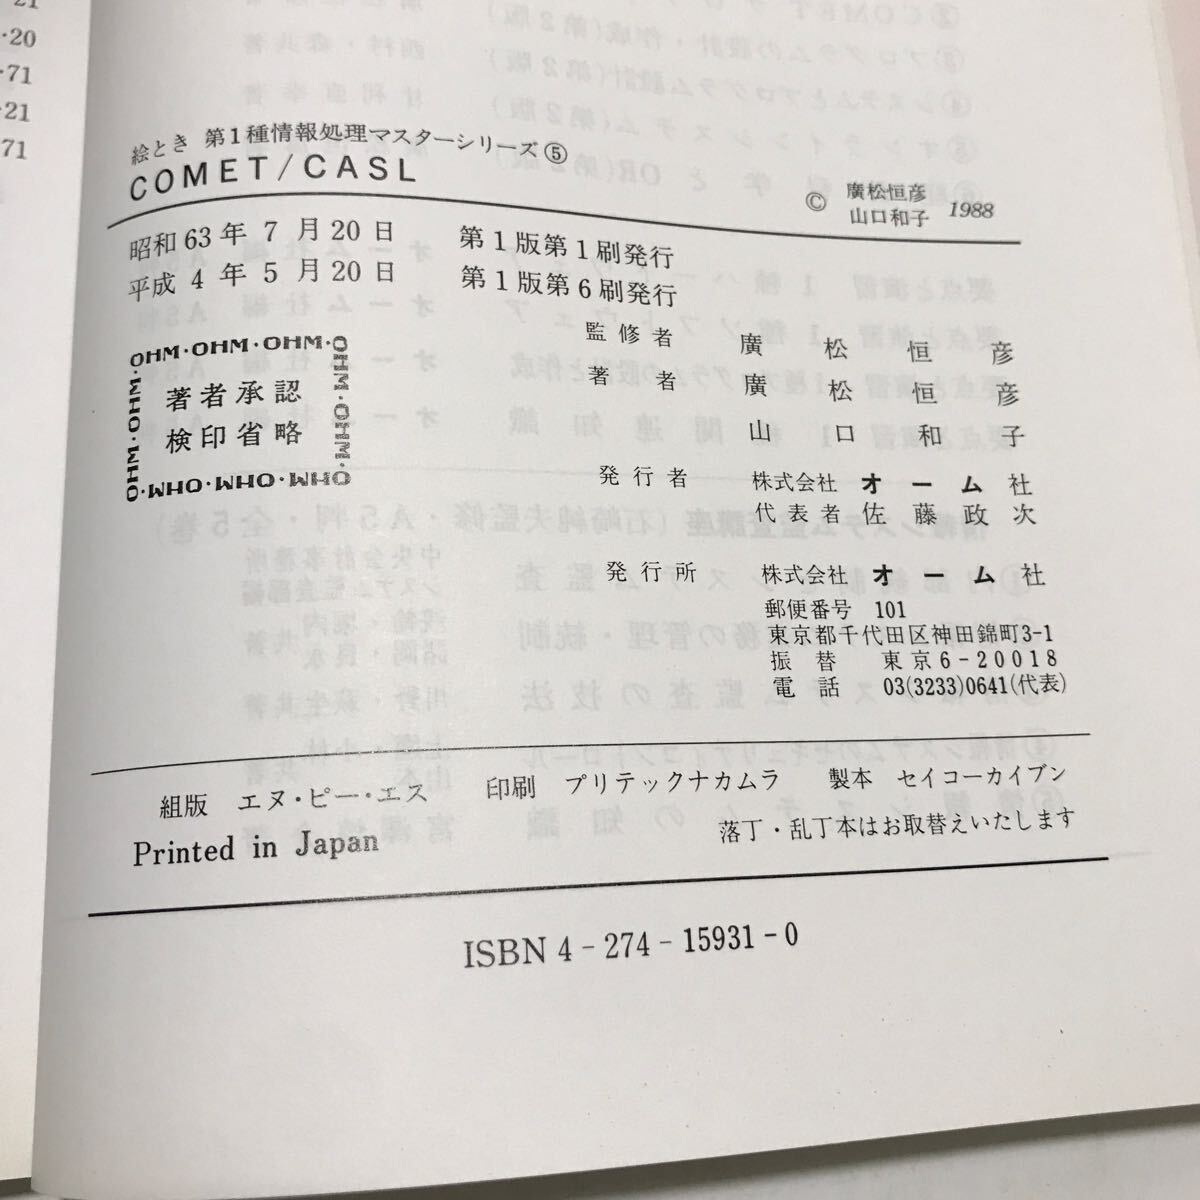 21
·20
·71
·21
71
絵とき 第1種情報処理マスターシリーズ⑤
COMET/CASL
© 廣松恒彦 山口和子 1988
昭和63年7月20日 第1版第1刷発行
平成4年5月20日 第1版第6刷発行
OHM·OHM·OHM·OHM·OHM·OHM·OHM·OHM·OHM·OHM
著者承認
検印省略
監修者 廣松恒彦
著者 廣松恒彦
山口和子
発行者 株式会社 オーム社
代表者 佐藤政次
発行所 株式会社 オーム社
郵便番号 101
東京都千代田区神田錦町3-1
振替 東京6-20018
電話 03(3233)0641(代表)
組版 エヌ・ピー・エス 印刷 プリテックナカムラ 製本 セイコーカイブン
Printed in Japan 落丁・乱丁本はお取替えいたします
ISBN 4-274-15931-0